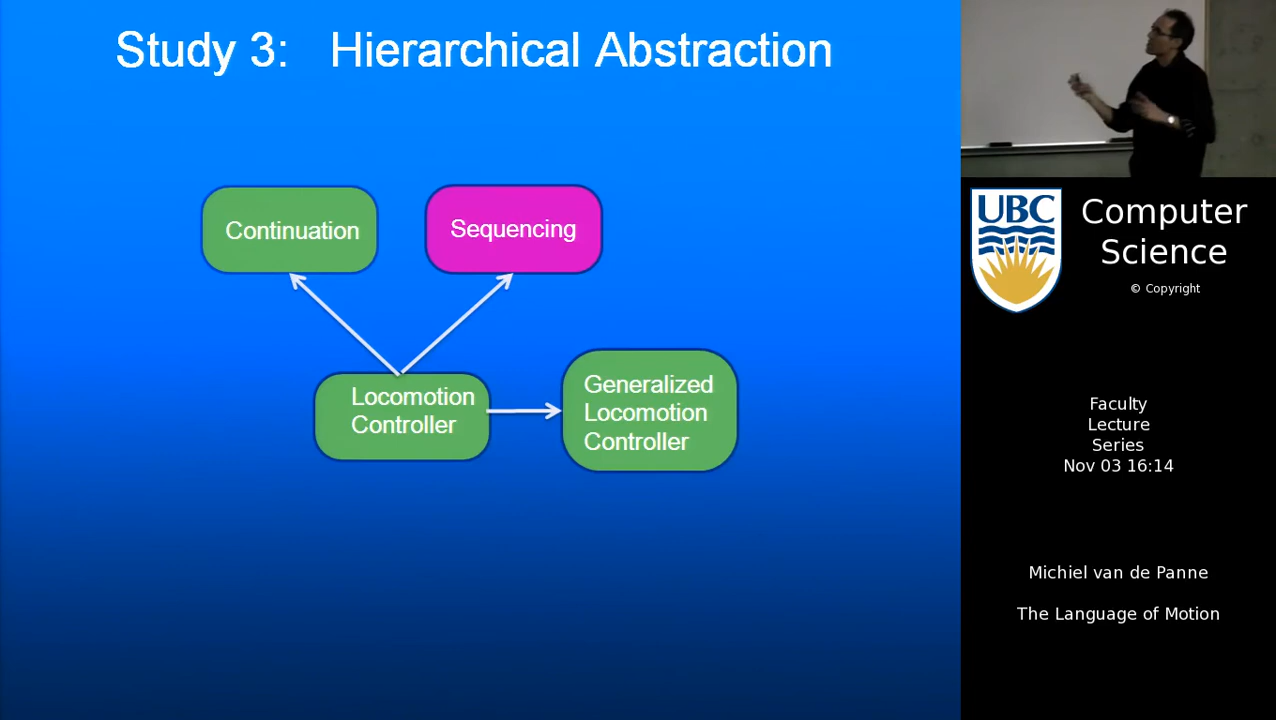 Study 3: Hierarchical Abstraction
Continuation
Sequencing
Locomotion
Controller
Generalized
Locomotion
Controller
UBC
Computer
Science
© Copyright
Faculty
Lecture
Series
Nov 03 16:14
Michiel van de Panne
The Language of Motion